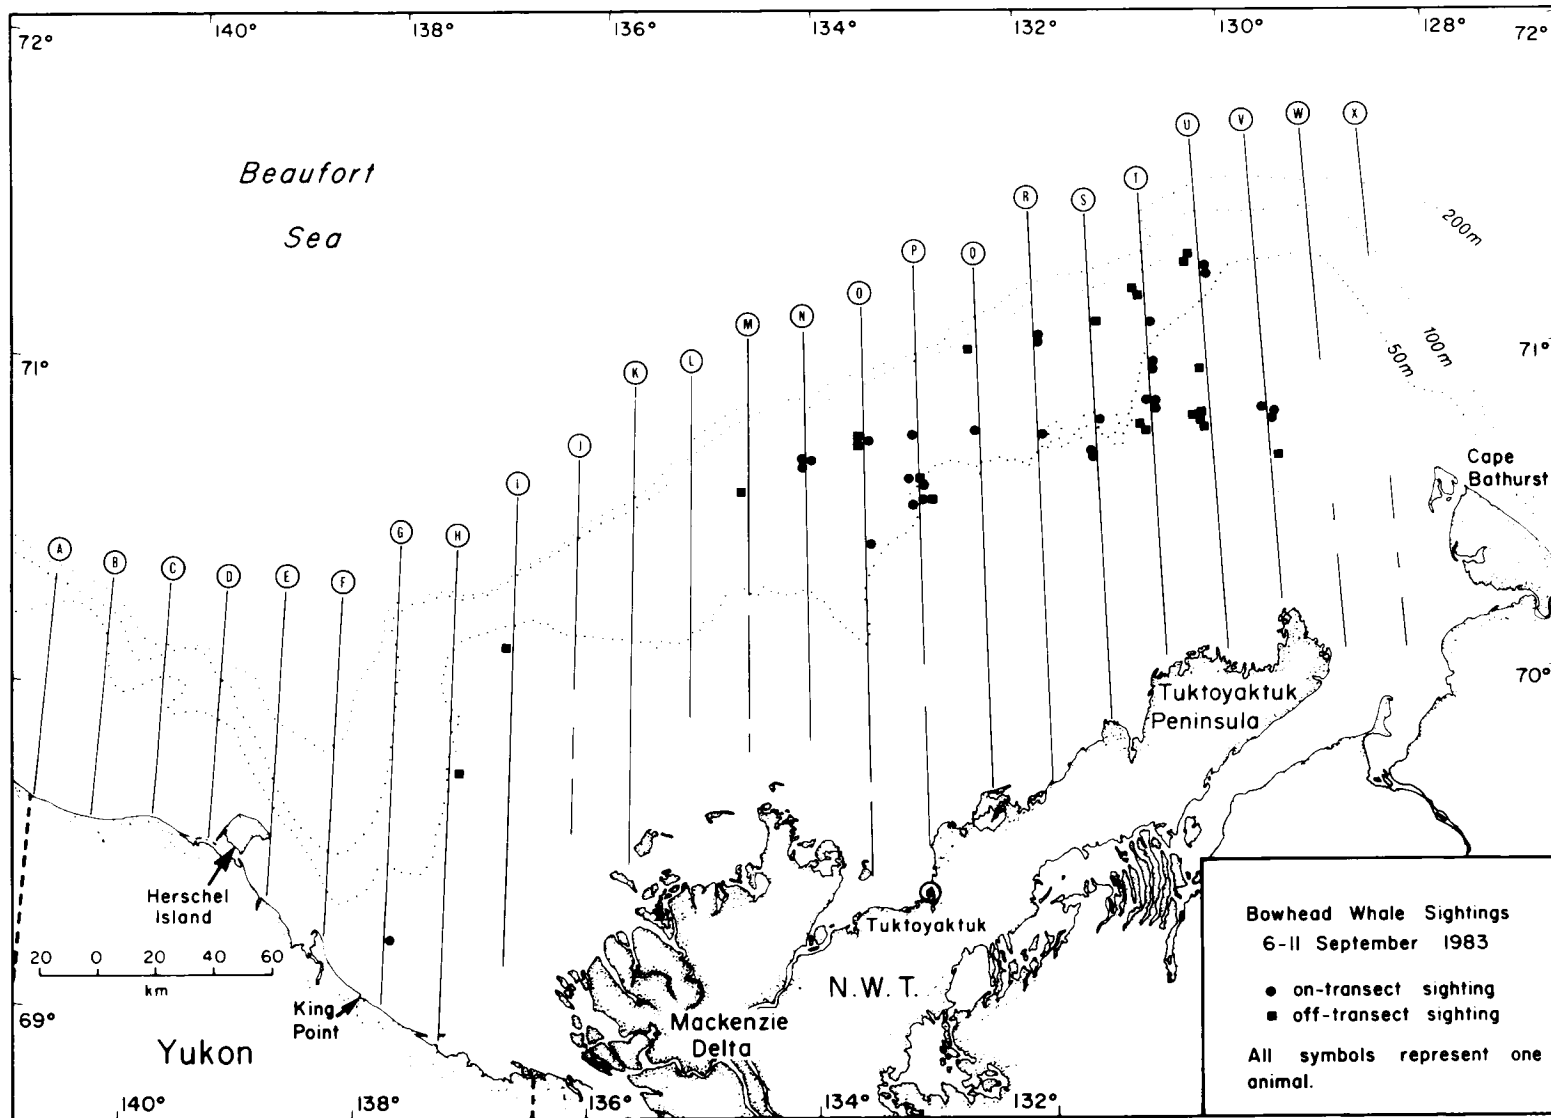 72° 140° 138° 136° 134° 132° 130° 128° 72°
Beaufort
Sea
A B C D E F G H I J K L M N O P Q R S T U V W X
200m
100m
50m
71° 71°
Cape
Bathurst
70°
Tuktoyaktuk
Peninsula
Herschel
Island
Tuktoyaktuk
N.W.T.
20 0 20 40 60
km
King
Point
69°
Yukon
Mackenzie
Delta
Bowhead Whale Sightings
6-11 September 1983
on-transect sighting
off-transect sighting
All symbols represent one
animal.
140° 138° 136° 134° 132°